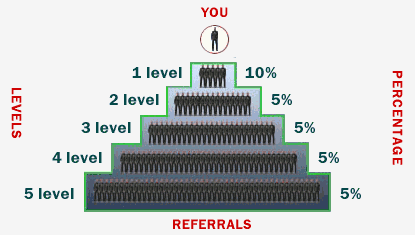 YOU
1 level 10%
2 level 5%
3 level 5%
4 level 5%
5 level 5%
LEVELS
PERCENTAGE
REFERRALS